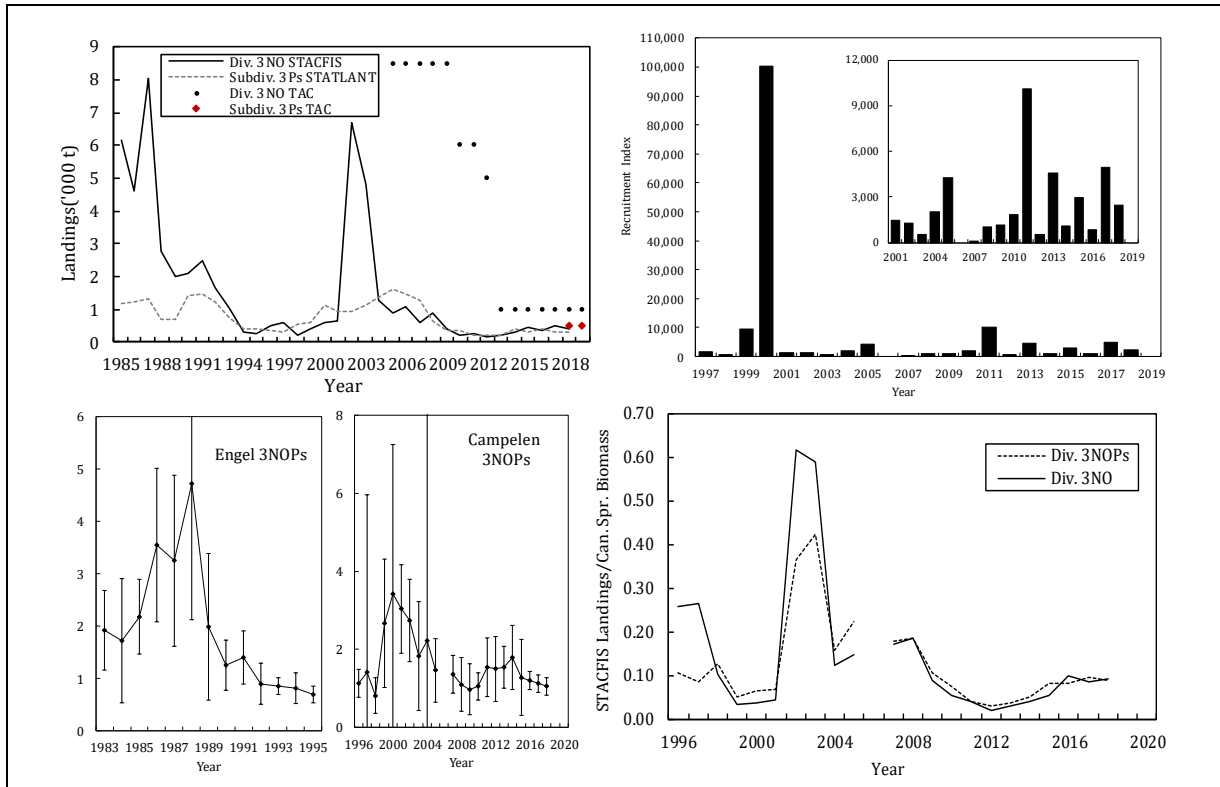 9
8
7
6
5
4
3
2
1
0
Landings('000 t)
Div. 3NO STACFIS
Subdiv. 3Ps STATLANT
Div. 3NO TAC
Subdiv. 3Ps TAC
1985 1988 1991 1994 1997 2000 2003 2006 2009 2012 2015 2018
Year
110,000
100,000
90,000
80,000
70,000
60,000
50,000
40,000
30,000
20,000
10,000
0
Recruitment Index
1997 1999 2001 2003 2005 2007 2009 2011 2013 2015 2017 2019
Year
12,000
9,000
6,000
3,000
0
2001 2004 2007 2010 2013 2016 2019
6
5
4
3
2
1
0
Engel 3NOPs
1983 1985 1987 1989 1991 1993 1995
Year
8
6
4
2
0
Campelen
3NOPs
1996 2000 2004 2008 2012 2016 2020
Year
0.70
0.60
0.50
0.40
0.30
0.20
0.10
0.00
STACFIS Landings/Can. Spr. Biomass
Div. 3NOPs
Div. 3NO
1996 2000 2004 2008 2012 2016 2020
Year